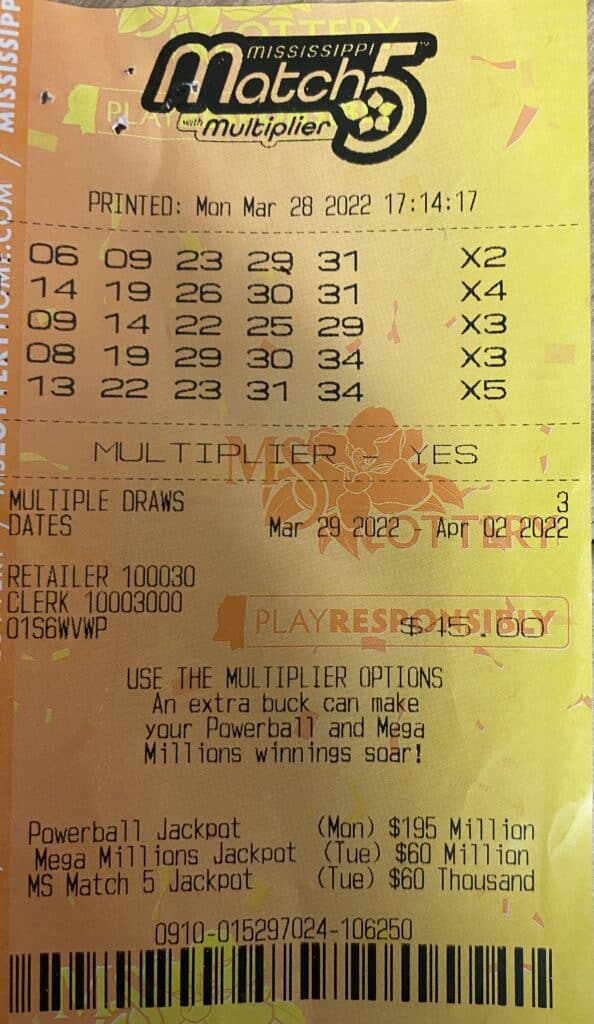 MISSISSIPPI
Match 5
with Multiplier
PRINTED: Mon Mar 28 2022 17:14:17
06 09 23 29 31 X2
14 19 26 30 31 X4
09 14 22 25 29 X3
08 19 29 30 34 X3
13 22 23 31 34 X5
MULTIPLIER - YES
MULTIPLE DRAWS 3
DATES Mar 29 2022 - Apr 02 2022
MS
LOTTERY
RETAILER 100030
CLERK 10003000
01S6WVWP $45.00
PLAY RESPONSIBLY
USE THE MULTIPLIER OPTIONS
An extra buck can make
your Powerball and Mega
Millions winnings soar!
Powerball Jackpot (Mon) $195 Million
Mega Millions Jackpot (Tue) $60 Million
MS Match 5 Jackpot (Tue) $60 Thousand
0910-015297024-106250